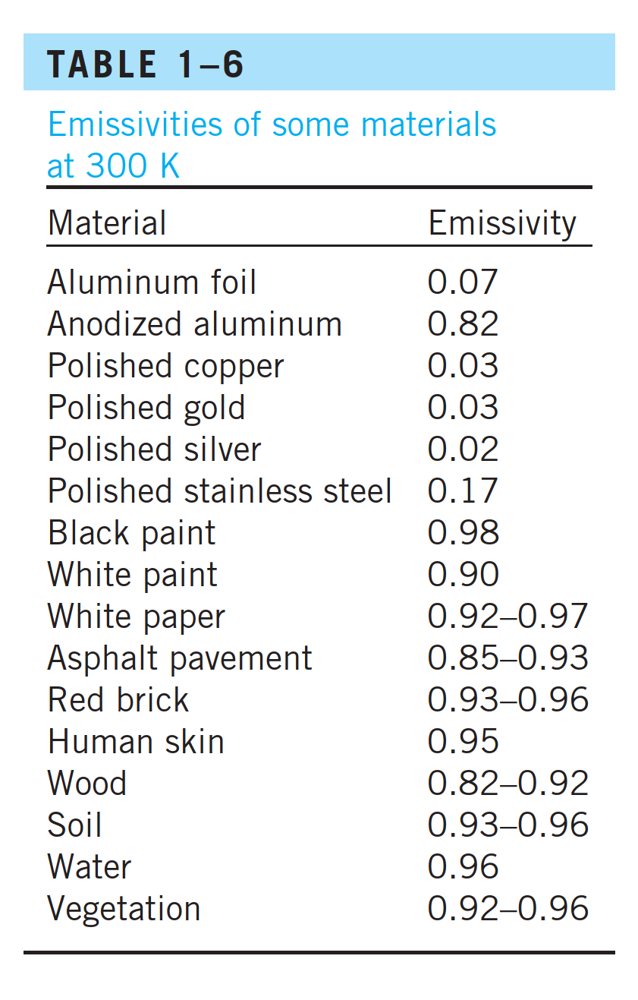 TABLE 1–6
Emissivities of some materials
at 300 K
Material Emissivity
Aluminum foil 0.07
Anodized aluminum 0.82
Polished copper 0.03
Polished gold 0.03
Polished silver 0.02
Polished stainless steel 0.17
Black paint 0.98
White paint 0.90
White paper 0.92–0.97
Asphalt pavement 0.85–0.93
Red brick 0.93–0.96
Human skin 0.95
Wood 0.82–0.92
Soil 0.93–0.96
Water 0.96
Vegetation 0.92–0.96